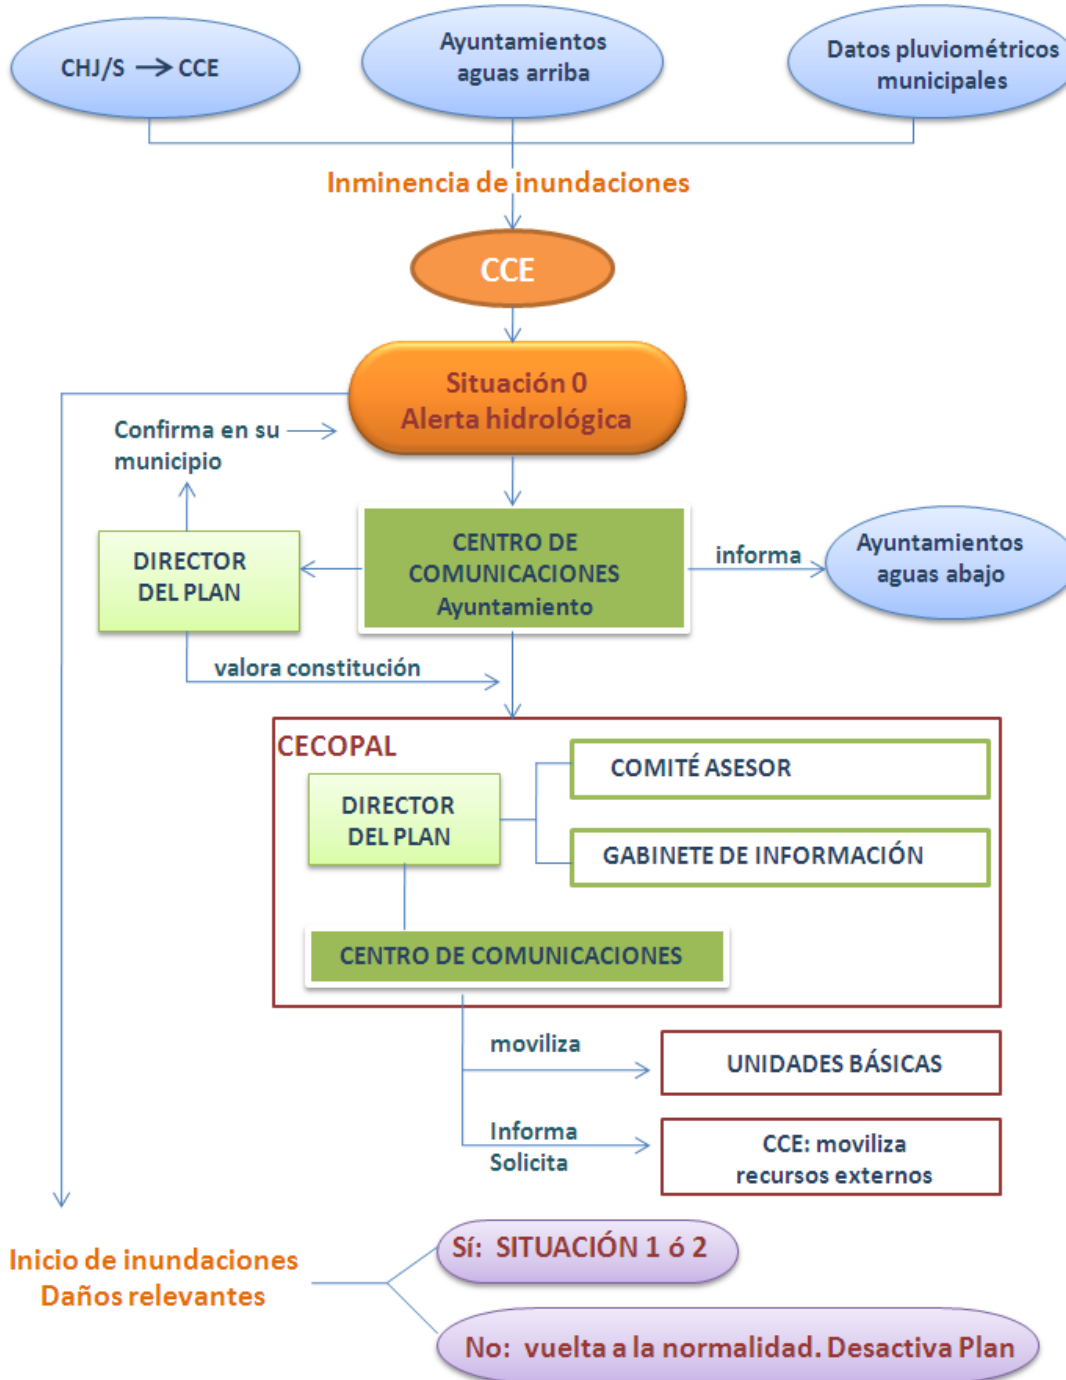 CHJ/S → CCE
Ayuntamientos
aguas arriba
Datos pluviométricos
municipales
Inminencia de inundaciones
CCE
Situación 0
Alerta hidrológica
Confirma en su
municipio
DIRECTOR
DEL PLAN
CENTRO DE
COMUNICACIONES
Ayuntamiento
informa
Ayuntamientos
aguas abajo
valora constitución
CECOPAL
DIRECTOR
DEL PLAN
COMITÉ ASESOR
GABINETE DE INFORMACIÓN
CENTRO DE COMUNICACIONES
moviliza
UNIDADES BÁSICAS
Informa
Solicita
CCE: moviliza
recursos externos
Inicio de inundaciones
Daños relevantes
Sí: SITUACIÓN 1 ó 2
No: vuelta a la normalidad. Desactiva Plan